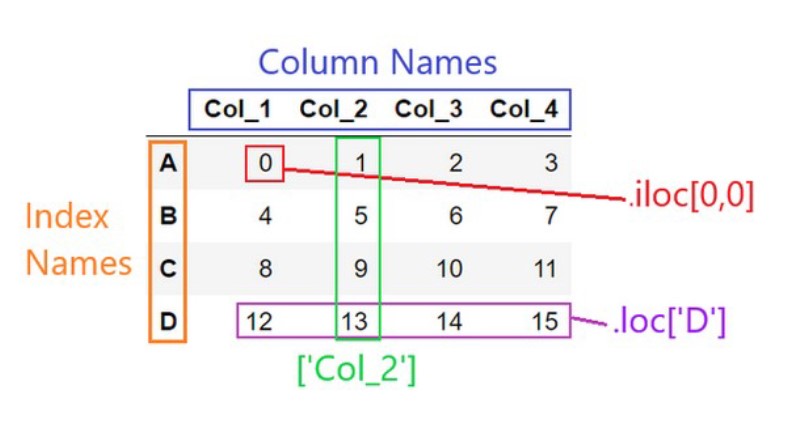 Column Names
Col_1 Col_2 Col_3 Col_4
A 0 1 2 3
.iloc[0,0]
Index
Names
B 4 5 6 7
C 8 9 10 11
D 12 13 14 15
.loc['D']
['Col_2']